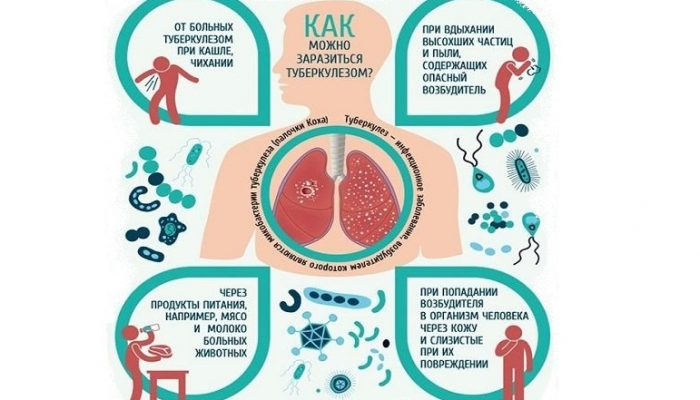 ОТ БОЛЬНЫХ
ТУБЕРКУЛЕЗОМ
ПРИ КАШЛЕ,
ЧИХАНИИ
КАК
МОЖНО
ЗАРАЗИТЬСЯ
ТУБЕРКУЛЕЗОМ?
ПРИ ВДЫХАНИИ
ВЫСОХШИХ ЧАСТИЦ
И ПЫЛИ,
СОДЕРЖАЩИХ
ОПАСНЫЙ
ВОЗБУДИТЕЛЬ
Туберкулез – инфекционное заболевание, возбудителем которого являются микобактерии туберкулеза (палочки Коха)
ЧЕРЕЗ
ПРОДУКТЫ ПИТАНИЯ,
НАПРИМЕР, МЯСО
И МОЛОКО
БОЛЬНЫХ
ЖИВОТНЫХ
ПРИ ПОПАДАНИИ
ВОЗБУДИТЕЛЯ
В ОРГАНИЗМ ЧЕЛОВЕКА
ЧЕРЕЗ КОЖУ
И СЛИЗИСТЫЕ
ПРИ ИХ
ПОВРЕЖДЕНИИ